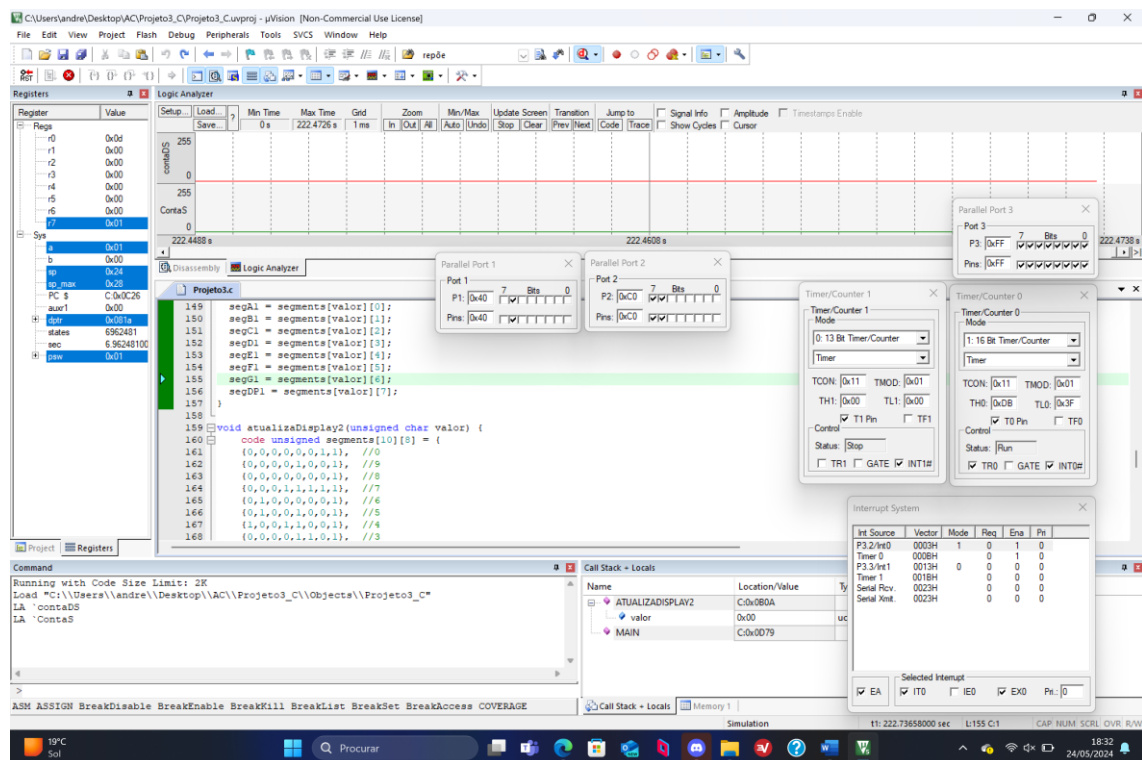 C:\Users\andre\Desktop\AC\Projeto3_C\Projeto3_C.uvproj - µVision [Non-Commercial Use License]
File Edit View Project Flash Debug Peripherals Tools SVCS Window Help
repõe
RST
Registers
Register Value
Regs
r0 0x0d
r1 0x00
r2 0x00
r3 0x00
r4 0x00
r5 0x00
r6 0x00
r7 0x01
Sys
a 0x01
b 0x00
sp 0x24
sp_max 0x28
PC $ C:0x0C26
auxr1 0x00
dptr 0x081a
states 6962481
sec 6.96248100
psw 0x01
Project Registers
Logic Analyzer
Setup... Load... ? Min Time Max Time Grid Zoom Min/Max Update Screen Transition Jump to Signal Info Amplitude Timestamps Enable
Save... 0 s 222.4726 s 1 ms In Out All Auto Undo Stop Clear Prev Next Code Trace Show Cycles Cursor
255
contaDS
0
255
ContaS
0
222.4488 s 222.4608 s 222.4738 s
Disassembly Logic Analyzer
Projeto3.c
149 segA1 = segments[valor][0];
150 segB1 = segments[valor][1];
151 segC1 = segments[valor][2];
152 segD1 = segments[valor][3];
153 segE1 = segments[valor][4];
154 segF1 = segments[valor][5];
155 segG1 = segments[valor][6];
156 segDP1 = segments[valor][7];
157 }
158
159 void atualizaDisplay2(unsigned char valor) {
160 code unsigned segments[10][8] = {
161 {0,0,0,0,0,0,1,1}, //0
162 {0,0,0,0,1,0,0,1}, //9
163 {0,0,0,0,0,0,0,1}, //8
164 {0,0,0,1,1,1,1,1}, //7
165 {0,1,0,0,0,0,0,1}, //6
166 {0,1,0,0,1,0,0,1}, //5
167 {1,0,0,1,1,0,0,1}, //4
168 {0,0,0,0,1,1,0,1}, //3
Parallel Port 1
Port 1
7 Bits 0
P1: 0x40
Pins: 0x40
Parallel Port 2
Port 2
7 Bits 0
P2: 0xC0
Pins: 0xC0
Parallel Port 3
Port 3
7 Bits 0
P3: 0xFF
Pins: 0xFF
Timer/Counter 1
Timer/Counter 1
Mode
0: 13 Bit Timer/Counter
Timer
TCON: 0x11 TMOD: 0x01
TH1: 0x00 TL1: 0x00
T1 Pin TF1
Control
Status: Stop
TR1 GATE INT1#
Timer/Counter 0
Timer/Counter 0
Mode
1: 16 Bit Timer/Counter
Timer
TCON: 0x11 TMOD: 0x01
TH0: 0xDB TL0: 0x3F
T0 Pin TF0
Control
Status: Run
TR0 GATE INT0#
Interrupt System
Int Source Vector Mode Req Ena Pri
P3.2/Int0 0003H 1 0 1 0
Timer 0 000BH 0 1 0
P3.3/Int1 0013H 0 0 0 0
Timer 1 001BH 0 0 0
Serial Rcv. 0023H 0 0 0
Serial Xmit. 0023H 0 0 0
Selected Interrupt
EA IT0 IE0 EX0 Pri.: 0
Command
Running with Code Size Limit: 2K
Load "C:\\Users\\andre\\Desktop\\AC\\Projeto3_C\\Objects\\Projeto3_C"
LA `contaDS
LA `ContaS
>
ASM ASSIGN BreakDisable BreakEnable BreakKill BreakList BreakSet BreakAccess COVERAGE
Call Stack + Locals
Name Location/Value Ty
ATUALIZADISPLAY2 C:0x0B0A
valor 0x00 uc
MAIN C:0x0D79
Call Stack + Locals Memory 1
Simulation t1: 222.73658000 sec L:155 C:1 CAP NUM SCRL OVR R/W
19°C
Sol
Procurar
18:32
24/05/2024